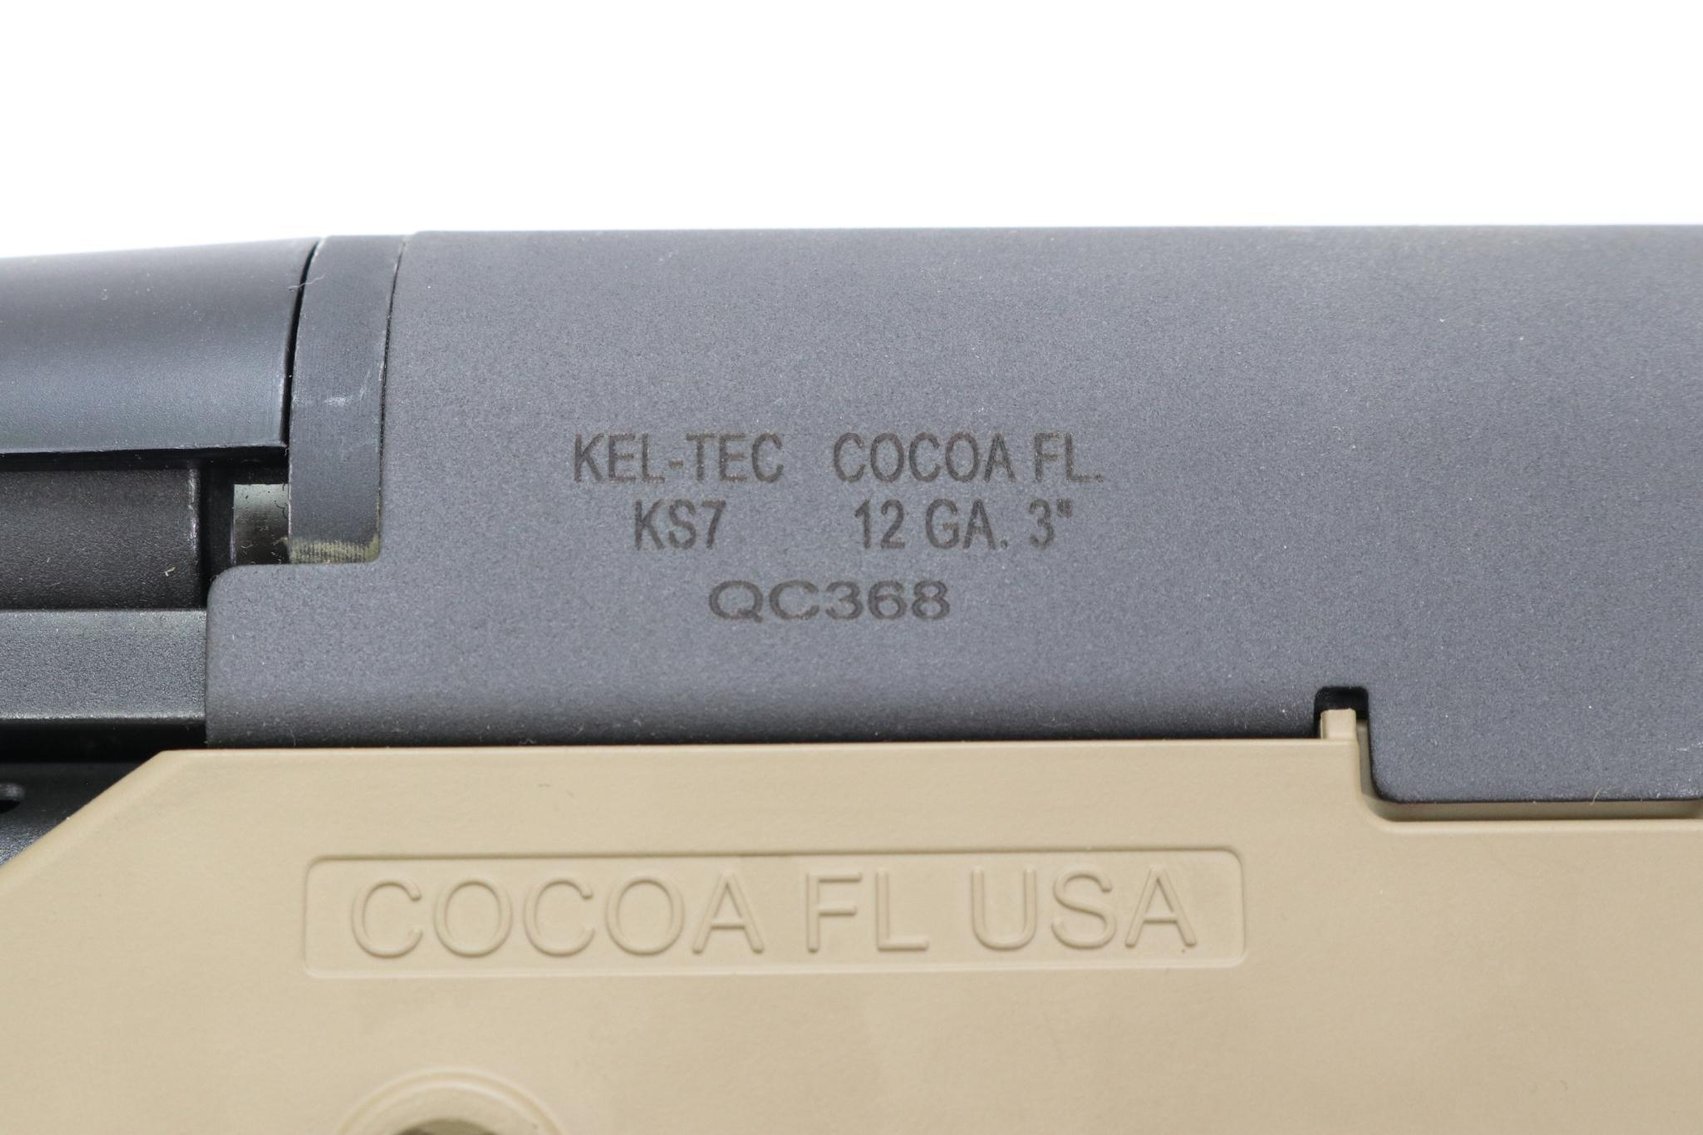 KEL-TEC COCOA FL.
KS7 12 GA. 3"
QC368
COCOA FL USA